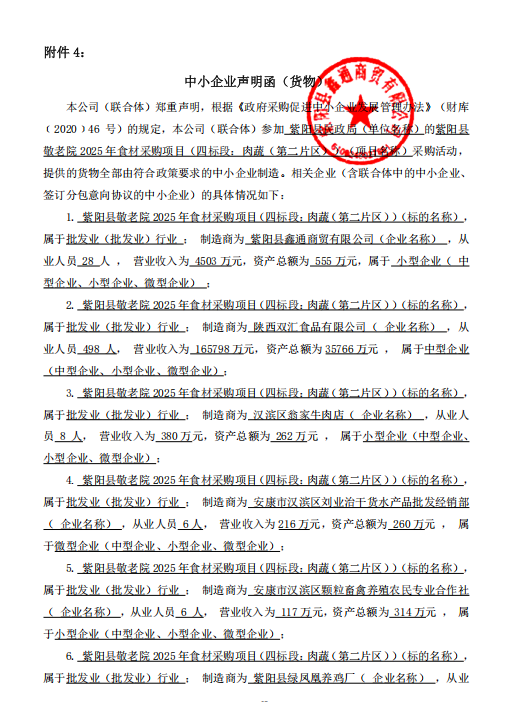 附件 4：
中小企业声明函（货物）
本公司（联合体）郑重声明，根据《政府采购促进中小企业发展管理办法》（财库
﹝2020﹞46 号）的规定，本公司（联合体）参加 紫阳县民政局（单位名称）的紫阳县
敬老院 2025 年食材采购项目（四标段：肉蔬（第二片区））（项目名称）采购活动，
提供的货物全部由符合政策要求的中小企业制造。相关企业（含联合体中的中小企业、
签订分包意向协议的中小企业）的具体情况如下：
1. 紫阳县敬老院 2025 年食材采购项目（四标段：肉蔬（第二片区））（标的名称），
属于批发业（批发业）行业 ； 制造商为 紫阳县鑫通商贸有限公司（企业名称） ，从
业人员 28 人 ， 营业收入为 4503 万元，资产总额为 555 万元，属于 小型企业（ 中
型企业、小型企业、微型企业） ；
2. 紫阳县敬老院 2025 年食材采购项目（四标段：肉蔬（第二片区））（标的名称），
属于批发业（批发业）行业 ； 制造商为 陕西双汇食品有限公司（ 企业名称） ，从
业人员 498 人， 营业收入为 165798 万元，资产总额为 35766 万元 ， 属于中型企业
（中型企业、小型企业、微型企业）；
3. 紫阳县敬老院 2025 年食材采购项目（四标段：肉蔬（第二片区））（标的名称），
属于批发业（批发业）行业 ； 制造商为 汉滨区翁家牛肉店（ 企业名称） ，从业人
员 8 人， 营业收入为 380 万元，资产总额为 262 万元 ， 属于小型企业（中型企业、
小型企业、微型企业）；
4. 紫阳县敬老院 2025 年食材采购项目（四标段：肉蔬（第二片区））（标的名称），
属于批发业（批发业）行业 ； 制造商为 安康市汉滨区刘业治干货水产品批发经销部
（ 企业名称） ，从业人员 6 人， 营业收入为 216 万元，资产总额为 260 万元 ， 属
于微型企业（中型企业、小型企业、微型企业）；
5. 紫阳县敬老院 2025 年食材采购项目（四标段：肉蔬（第二片区））（标的名称），
属于批发业（批发业）行业 ； 制造商为 安康市汉滨区颗粒畜禽养殖农民专业合作社
（ 企业名称） ，从业人员 6 人， 营业收入为 117 万元，资产总额为 314 万元 ， 属
于小型企业（中型企业、小型企业、微型企业）；
6. 紫阳县敬老院 2025 年食材采购项目（四标段：肉蔬（第二片区））（标的名称），
属于批发业（批发业）行业 ； 制造商为 紫阳县绿凤凰养鸡厂（ 企业名称） ，从业
紫阳县鑫通商贸有限公司